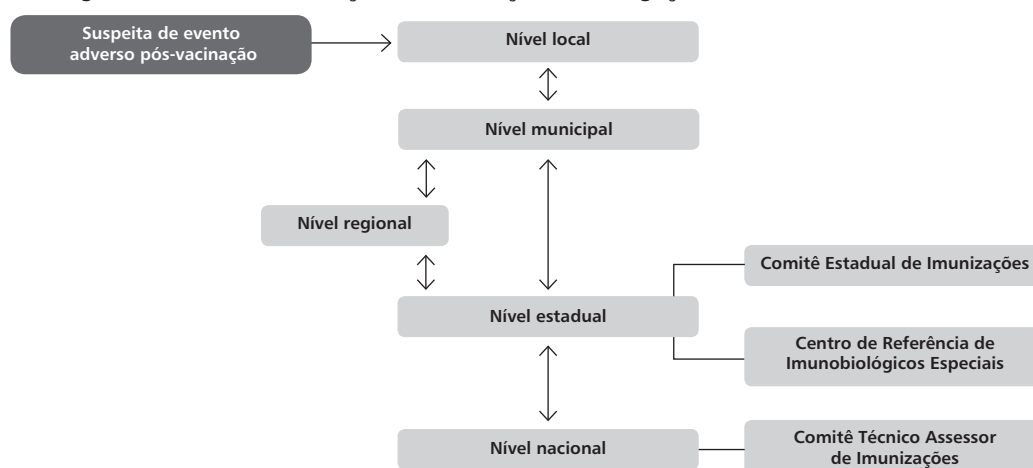 Suspeita de evento
adverso pós-vacinação
Nível local
Nível municipal
Nível regional
Nível estadual
Comitê Estadual de Imunizações
Centro de Referência de
Imunobiológicos Especiais
Nível nacional
Comitê Técnico Assessor
de Imunizações